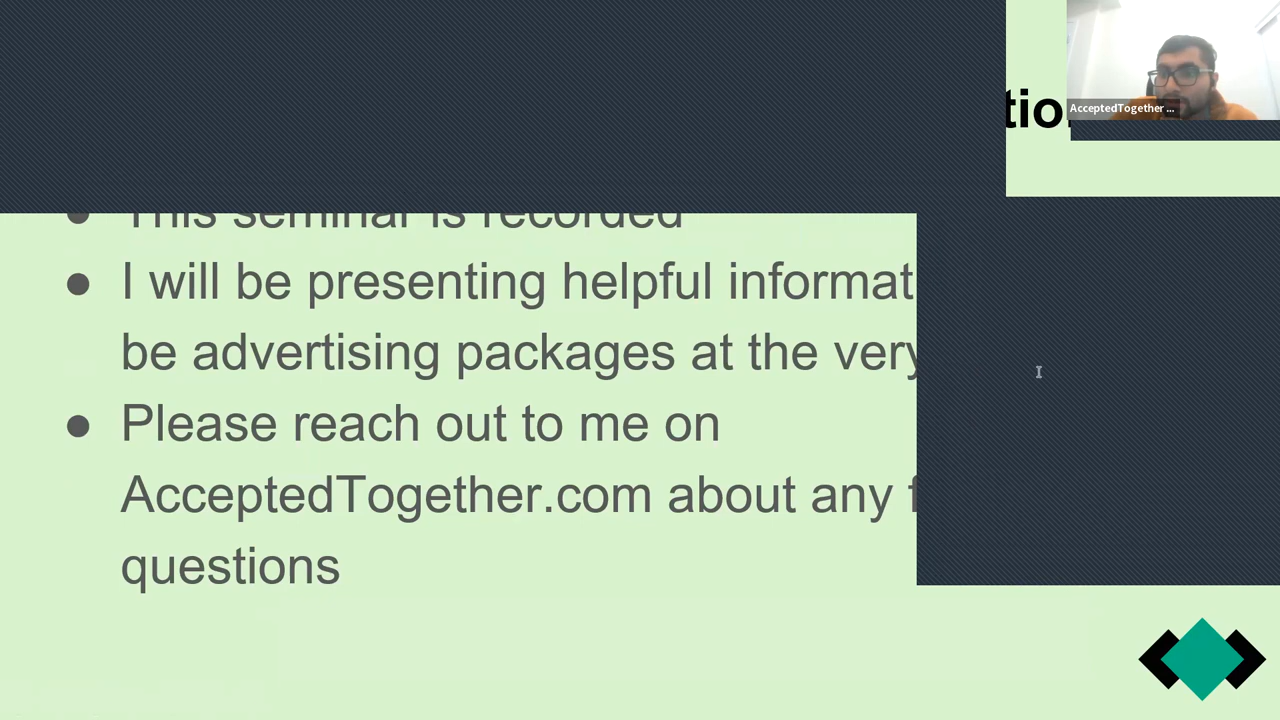 tio
AcceptedTogether ...
● This seminar is recorded
● I will be presenting helpful informat
be advertising packages at the very
● Please reach out to me on
AcceptedTogether.com about any
questions